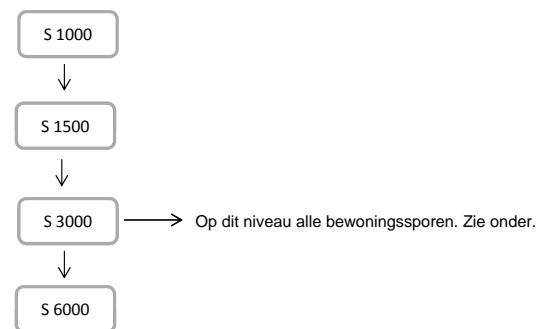 S 1000
S 1500
S 3000
Op dit niveau alle bewoningssporen. Zie onder.
S 6000